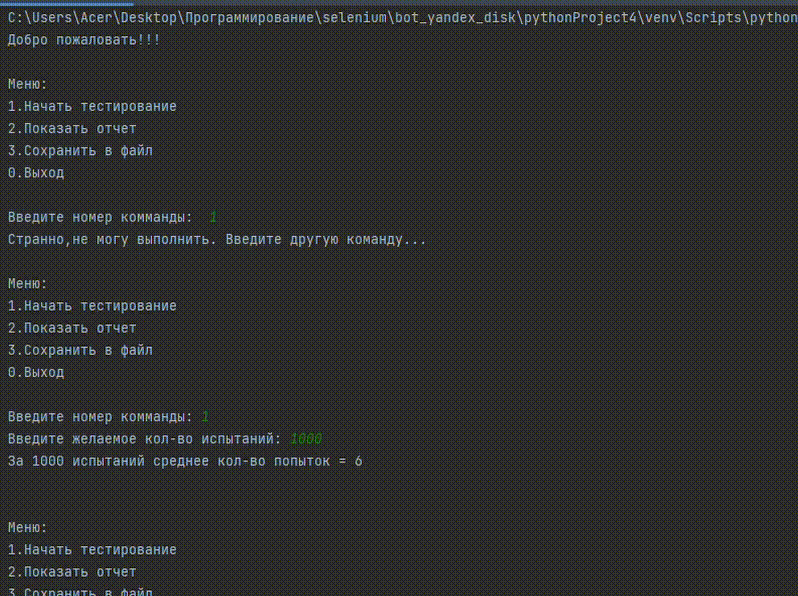 C:\Users\Acer\Desktop\Программирование\selenium\bot_yandex_disk\pythonProject4\venv\Scripts\python
Добро пожаловать!!!
Меню:
1.Начать тестирование
2.Показать отчет
3.Сохранить в файл
0.Выход
Введите номер комманды:  1
Странно,не могу выполнить. Введите другую команду...
Меню:
1.Начать тестирование
2.Показать отчет
3.Сохранить в файл
0.Выход
Введите номер комманды: 1
Введите желаемое кол-во испытаний: 1000
За 1000 испытаний среднее кол-во попыток = 6
Меню:
1.Начать тестирование
2.Показать отчет
3.Сохранить в файл